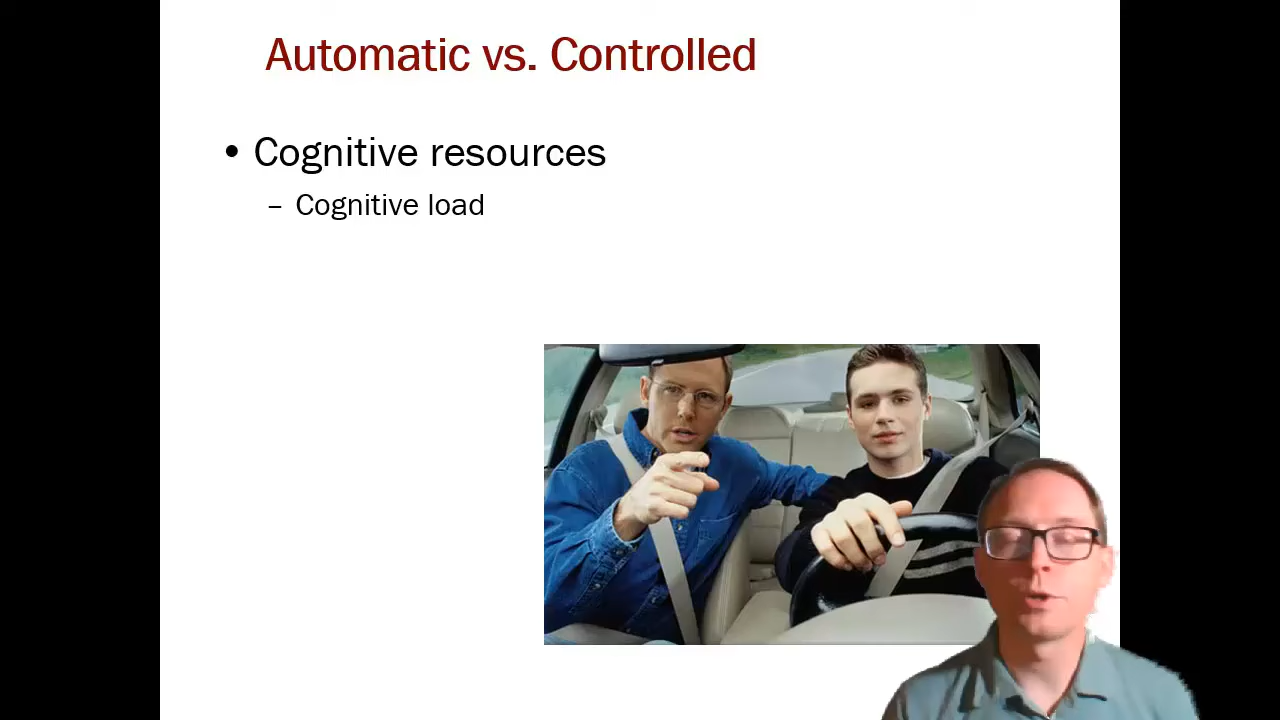 Automatic vs. Controlled
• Cognitive resources
– Cognitive load